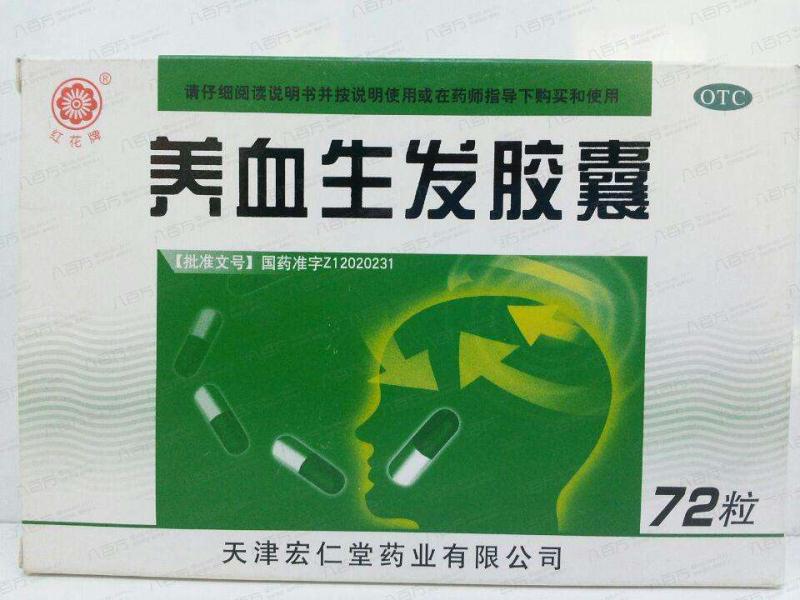 请仔细阅读说明书并按说明使用或在药师指导下购买和使用
OTC
®
红花牌
养血生发胶囊
【批准文号】国药准字Z12020231
72粒
天津宏仁堂药业有限公司
八百方